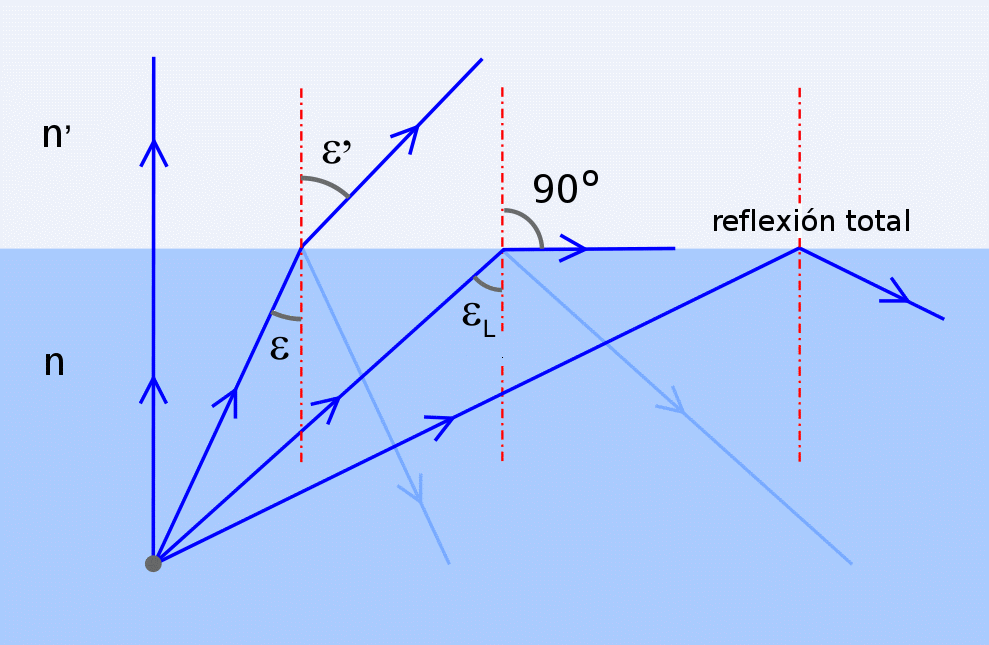 n’
ε’
90°
reflexión total
ε
εL
n